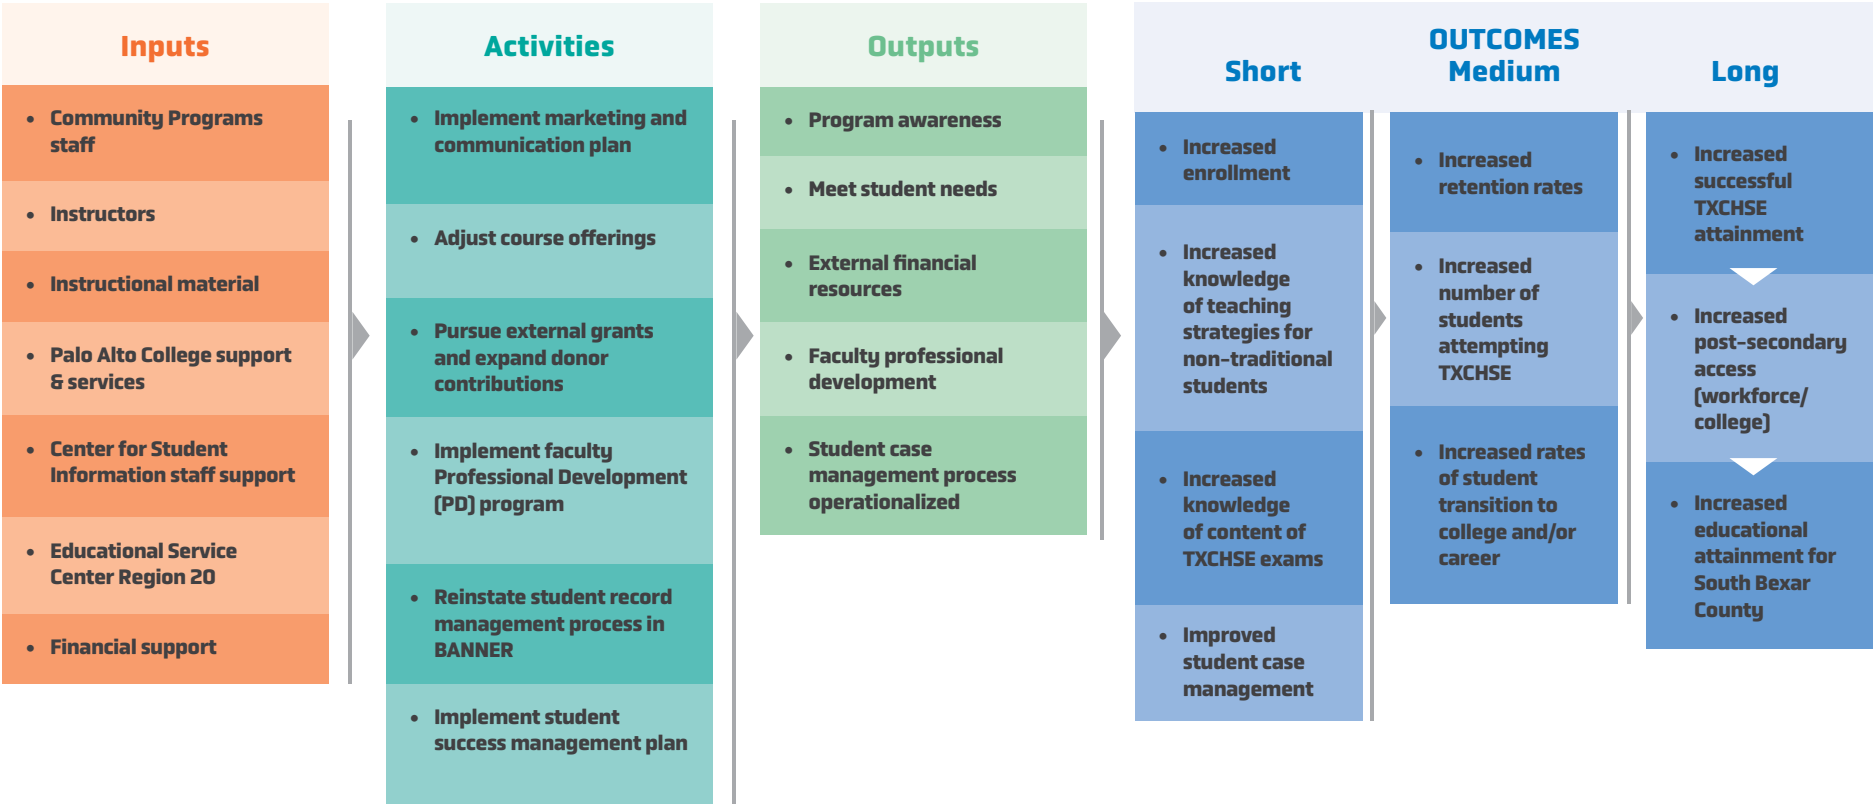 Inputs
• Community Programs
staff
• Instructors
• Instructional material
• Palo Alto College support
& services
• Center for Student
Information staff support
• Educational Service
Center Region 20
• Financial support
Activities
• Implement marketing and
communication plan
• Adjust course offerings
• Pursue external grants
and expand donor
contributions
• Implement faculty
Professional Development
(PD) program
• Reinstate student record
management process in
BANNER
• Implement student
success management plan
Outputs
• Program awareness
• Meet student needs
• External financial
resources
• Faculty professional
development
• Student case
management process
operationalized
OUTCOMES
Short
• Increased
enrollment
• Increased
knowledge
of teaching
strategies for
non-traditional
students
• Increased
knowledge
of content of
TXCHSE exams
• Improved
student case
management
Medium
• Increased
retention rates
• Increased
number of
students
attempting
TXCHSE
• Increased rates
of student
transition to
college and/or
career
Long
• Increased
successful
TXCHSE
attainment
• Increased
post-secondary
access
(workforce/
college)
• Increased
educational
attainment for
South Bexar
County